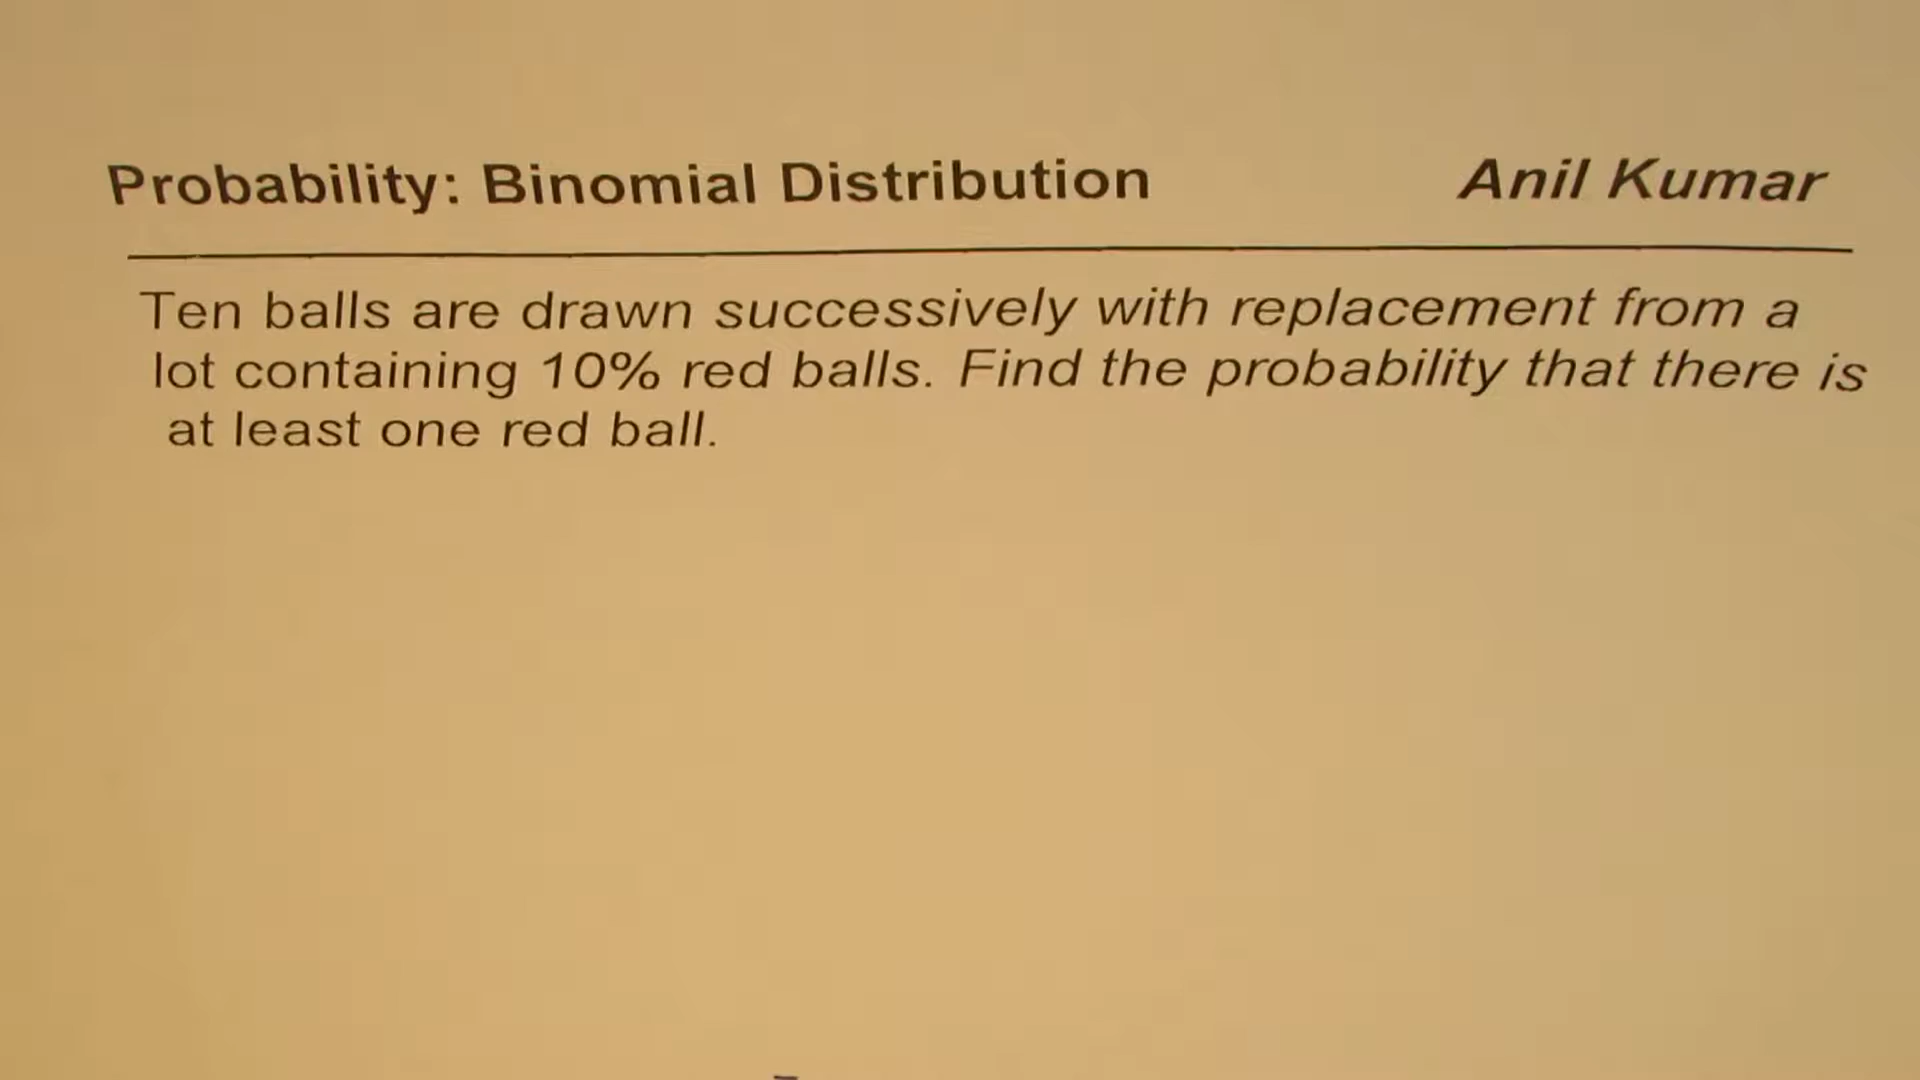 Probability: Binomial Distribution Anil Kumar
Ten balls are drawn successively with replacement from a
lot containing 10% red balls. Find the probability that there is
at least one red ball.